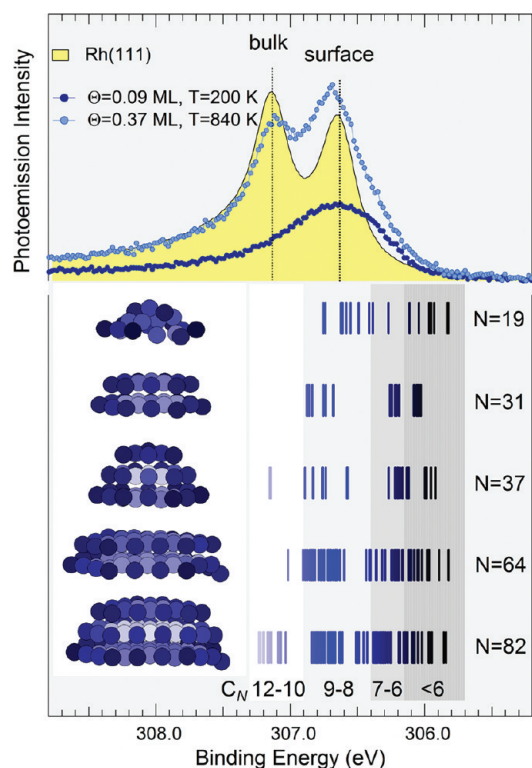 bulk
surface
Rh(111)
Θ=0.09 ML, T=200 K
Θ=0.37 ML, T=840 K
Photoemission Intensity
N=19
N=31
N=37
N=64
N=82
C_N 12-10 9-8 7-6 <6
308.0 307.0 306.0
Binding Energy (eV)